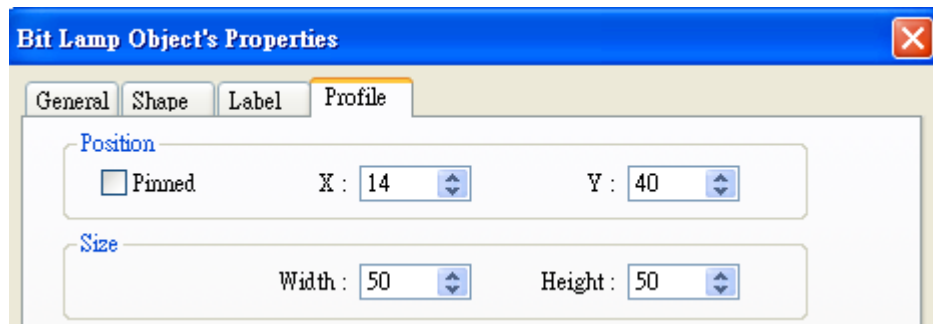 Bit Lamp Object's Properties
General Shape Label Profile
Position
Pinned X : 14 Y : 40
Size
Width : 50 Height : 50